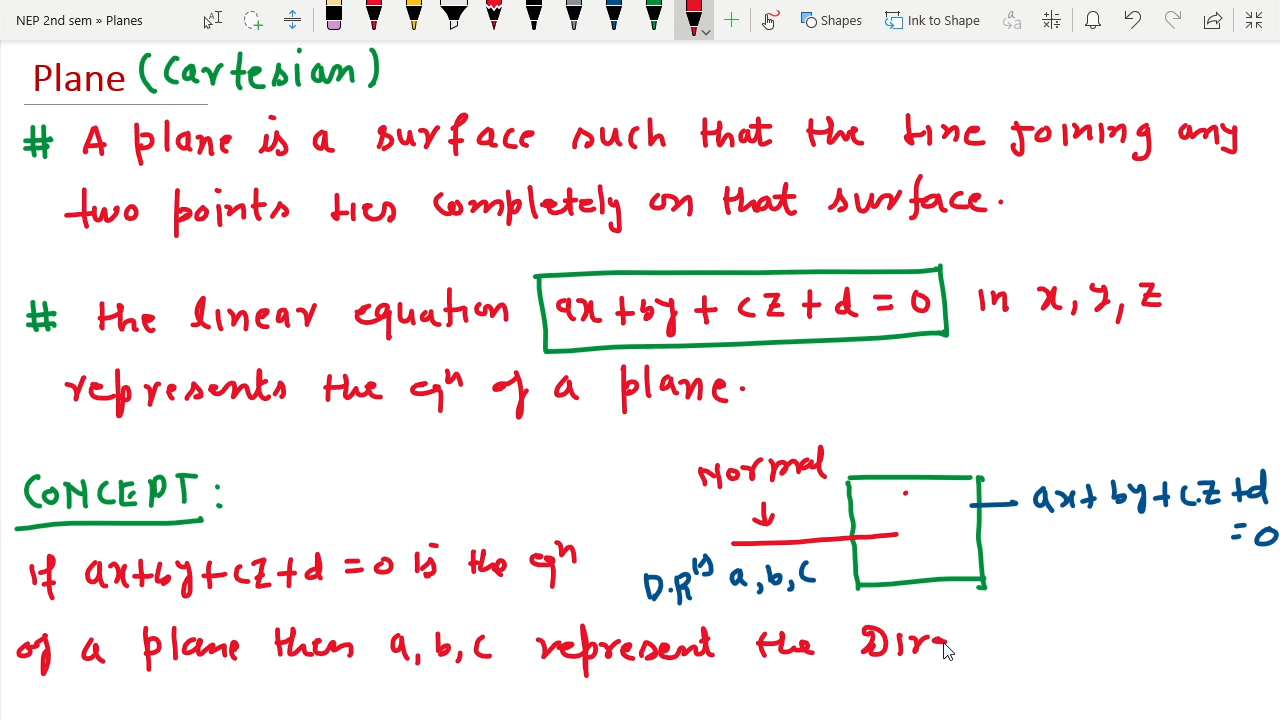 NEP 2nd sem » Planes
Shapes
Ink to Shape
Plane (Cartesian)
# A plane is a surface such that the line joining any
two points lies completely on that surface.
# the linear equation ax + by + cz + d = 0 in x, y, z
represents the eqn of a plane.
CONCEPT :
Normal
ax + by + cz + d
= 0
If ax+by+cz+d = 0 is the eqn
D.R's a, b, c
of a plane then a, b, c represent the Dire